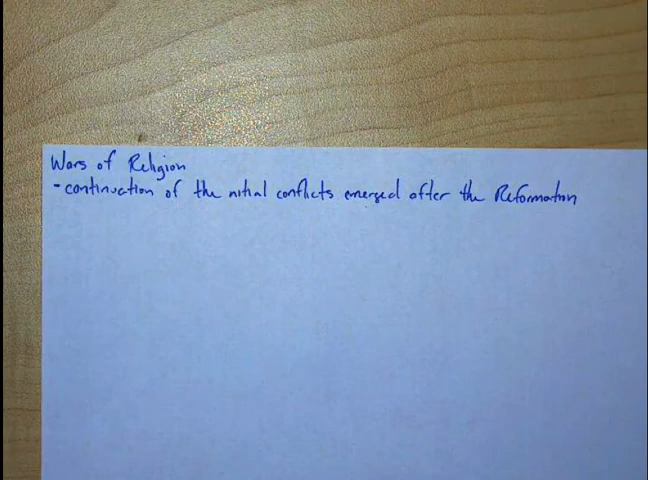 Wars of Religion
- continuation of the initial conflicts emerged after the Reformation